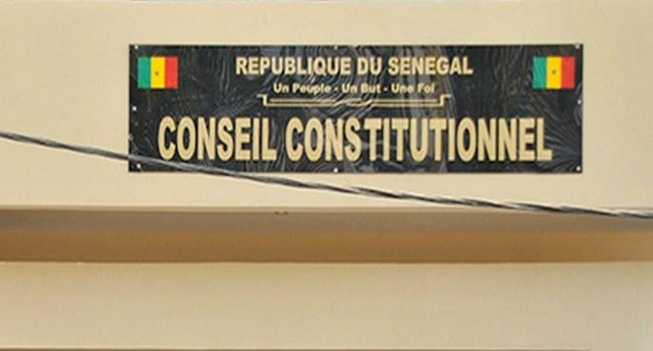 REPUBLIQUE DU SENEGAL
Un Peuple - Un But - Une Foi
CONSEIL CONSTITUTIONNEL